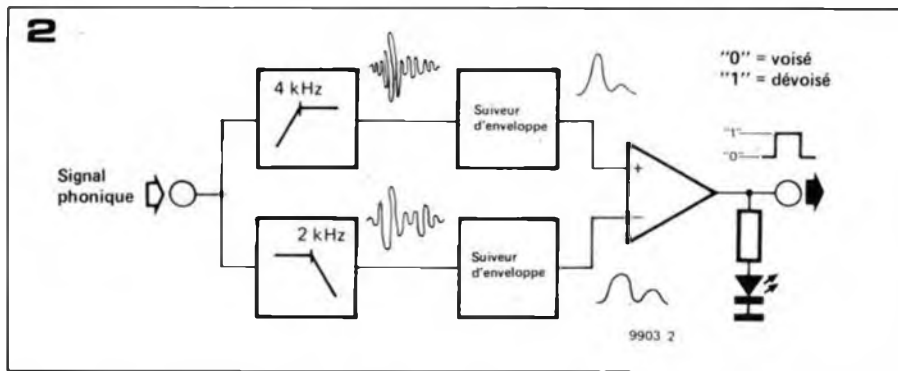 2
4 kHz
Suiveur
d'enveloppe
"0" = voisé
"1" = dévoisé
"1"
"0"
Signal
phonique
+
−
2 kHz
Suiveur
d'enveloppe
9903 2